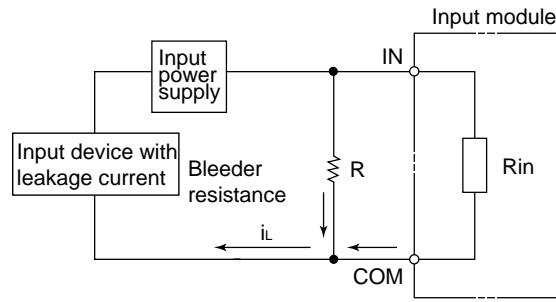 Input module
Input
power
supply
IN
Input device with
leakage current
Bleeder
resistance
R
Rin
iL
COM